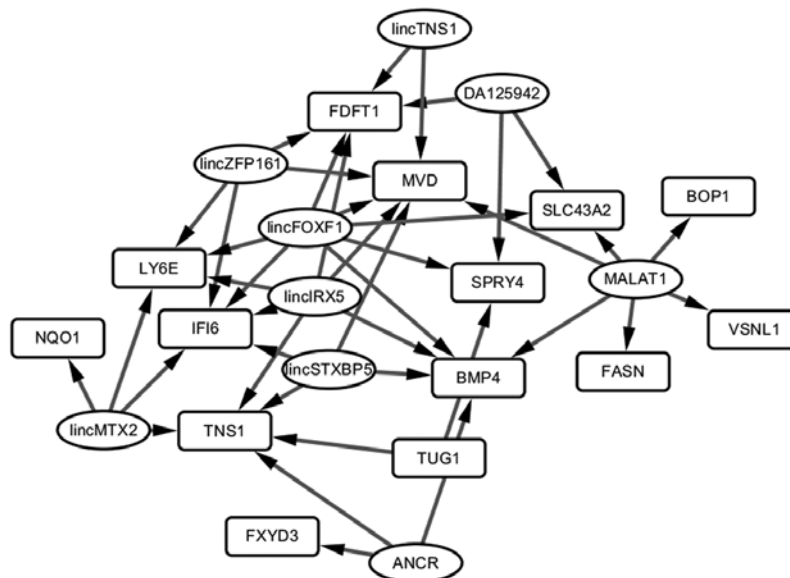 lincTNS1
DA125942
FDFT1
lincZFP161
MVD
BOP1
SLC43A2
lincFOXF1
LY6E
SPRY4
MALAT1
lincIRX5
NQO1
IFI6
VSNL1
lincSTXBP5
BMP4
FASN
lincMTX2
TNS1
TUG1
FXYD3
ANCR